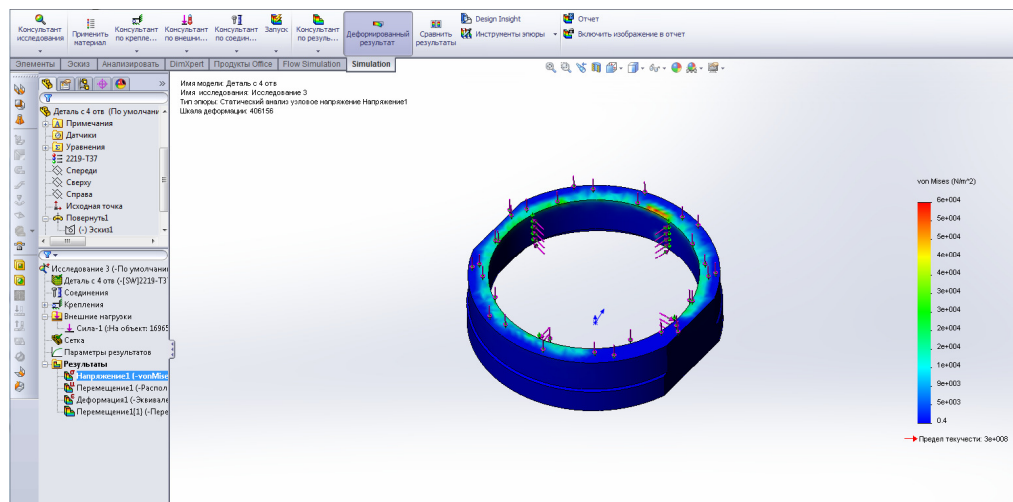 Консультант исследования
Применить материал
Консультант по крепле...
Консультант по внешни...
Консультант по соедин...
Запуск
Консультант по резуль...
Деформированный результат
Сравнить результаты
Design Insight
Инструменты эпюры
Отчет
Включить изображение в отчет
Элементы
Эскиз
Анализировать
DimXpert
Продукты Office
Flow Simulation
Simulation
Имя модели: Деталь с 4 отв
Имя исследования: Исследование 3
Тип эпюры: Статический анализ узловое напряжение Напряжение1
Шкала деформации: 406156
Деталь с 4 отв (По умолчани
Примечания
Датчики
Уравнения
2219-T37
Спереди
Сверху
Справа
Исходная точка
Повернуть1
(-) Эскиз1
Исследование 3 (-По умолчани
Деталь с 4 отв (-[SW]2219-T3
Соединения
Крепления
Внешние нагрузки
Сила-1 (:На объект: 16965
Сетка
Параметры результатов
Результаты
Напряжение1 (-vonMise
Перемещение1 (-Распол
Деформация1 (-Эквивале
Перемещение1[1] (-Пере
von Mises (N/m^2)
6e+004
5e+004
5e+004
4e+004
4e+004
3e+004
3e+004
2e+004
2e+004
1e+004
9e+003
5e+003
0.4
Предел текучести: 3e+008